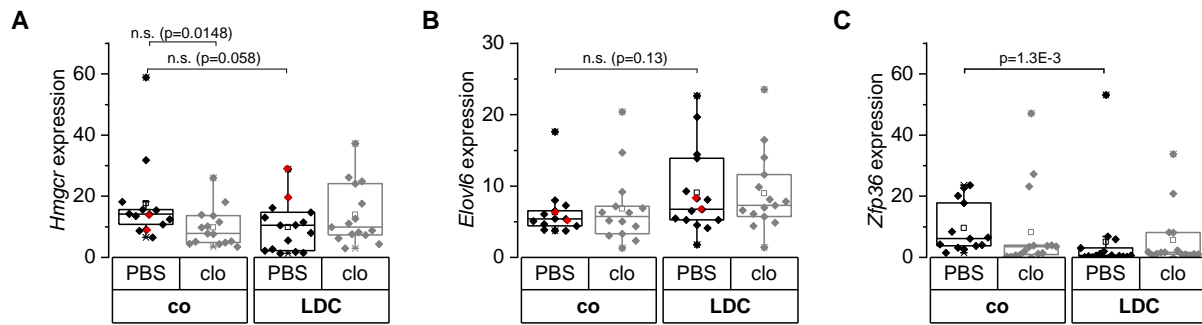 A
n.s. (p=0.0148)
n.s. (p=0.058)
Hmgcr expression
60
40
20
0
PBS
clo
PBS
clo
co
LDC
B
n.s. (p=0.13)
Elovl6 expression
30
20
10
0
PBS
clo
PBS
clo
co
LDC
C
p=1.3E-3
Zfp36 expression
60
40
20
0
PBS
clo
PBS
clo
co
LDC